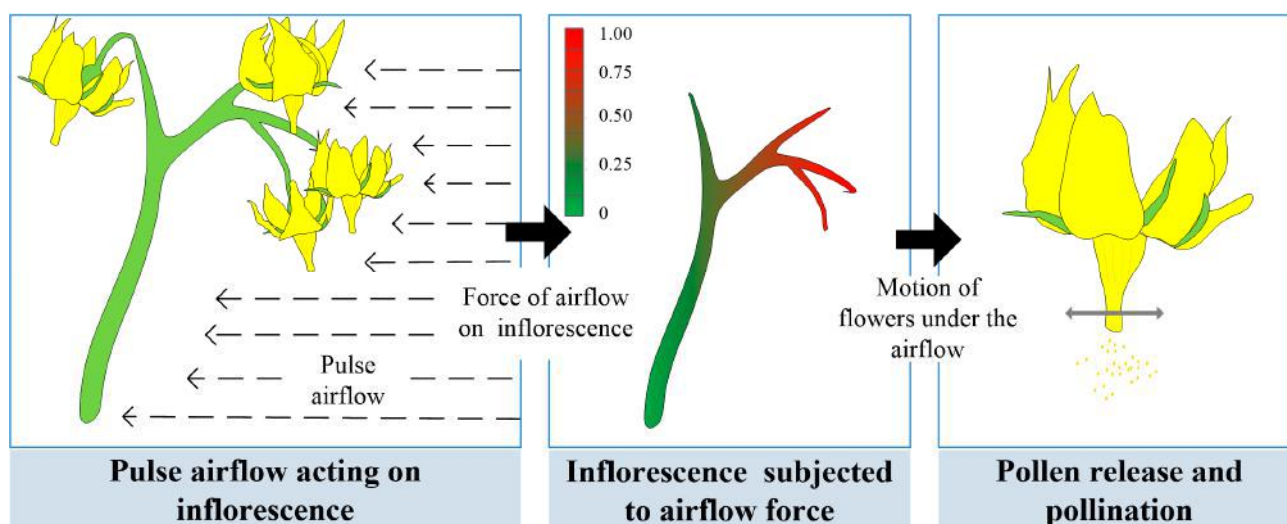 Pulse
airflow
Force of airflow
on inflorescence
Pulse airflow acting on
inflorescence
1.00
0.75
0.50
0.25
0
Inflorescence subjected
to airflow force
Motion of
flowers under the
airflow
Pollen release and
pollination